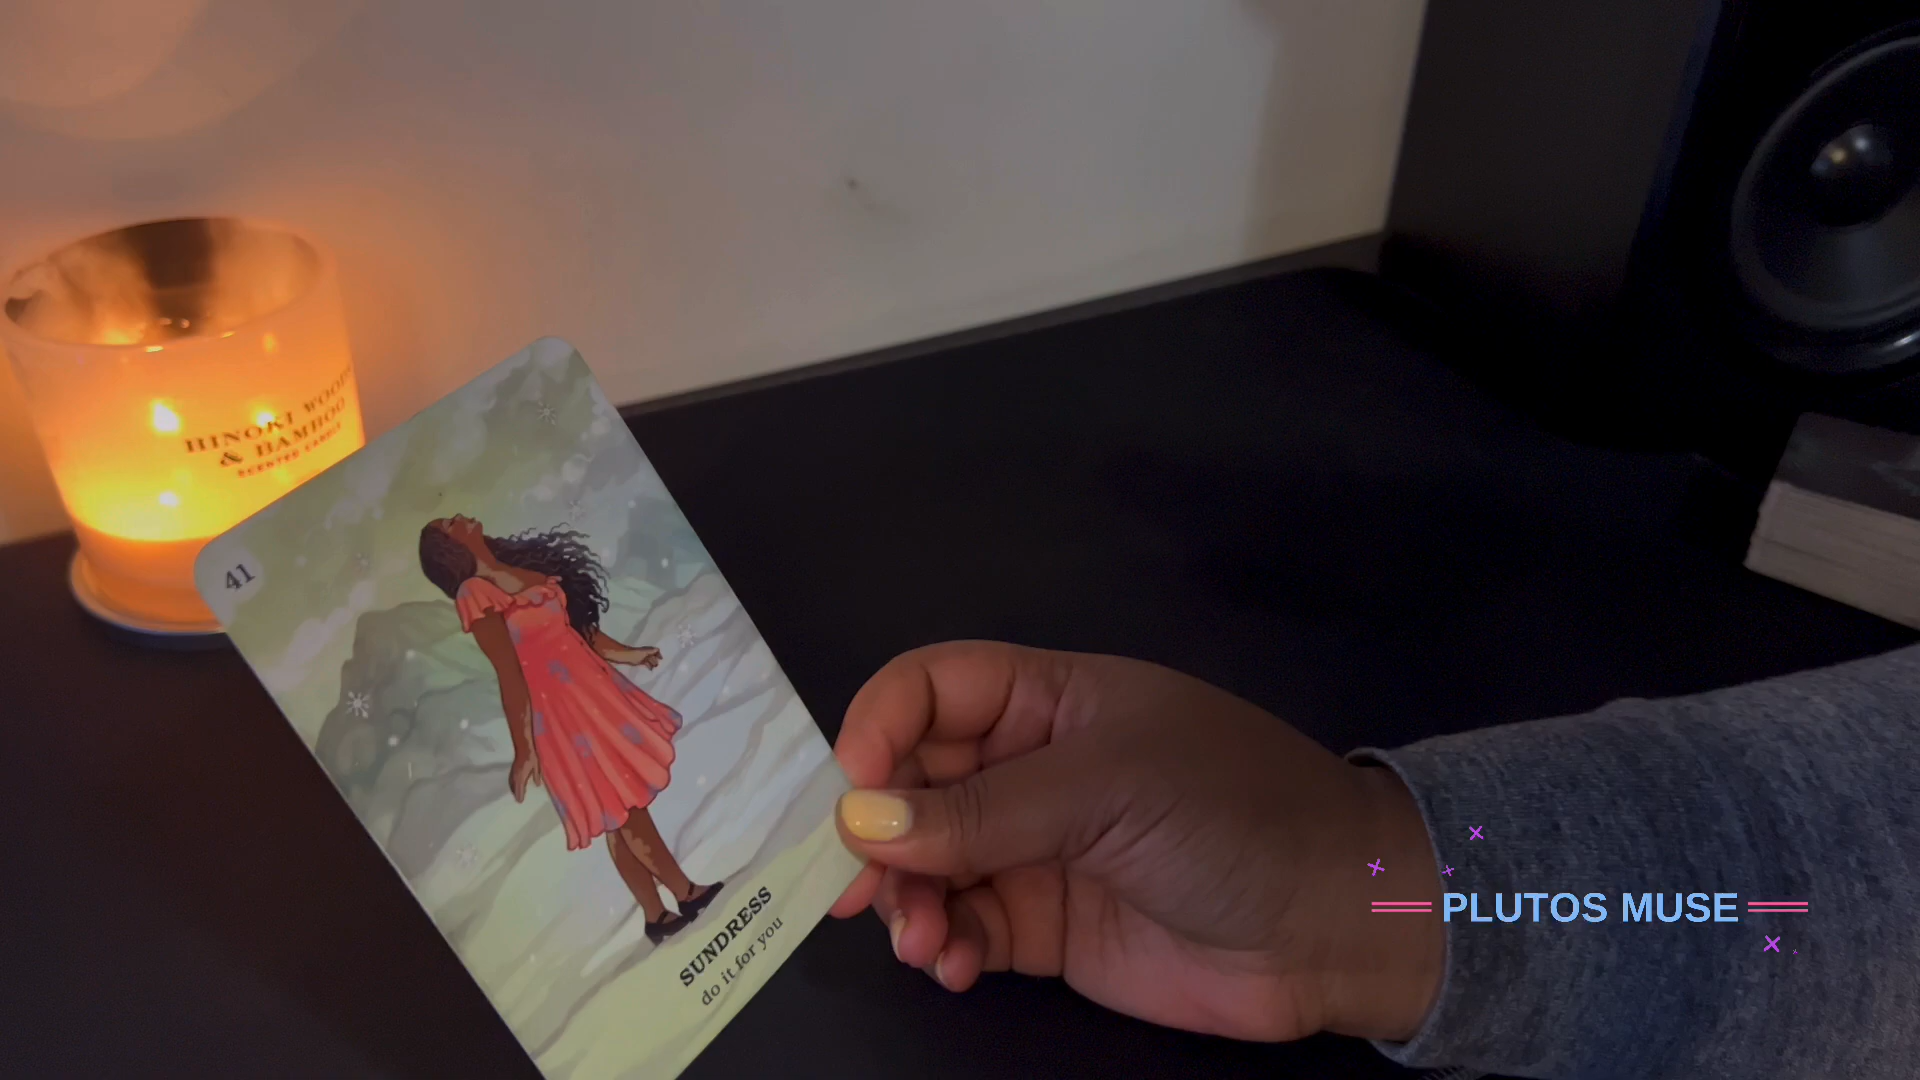 HINOKI WOOD
& BAMBOO
SCENTED CANDLE
41
SUNDRESS
do it for you
PLUTOS MUSE